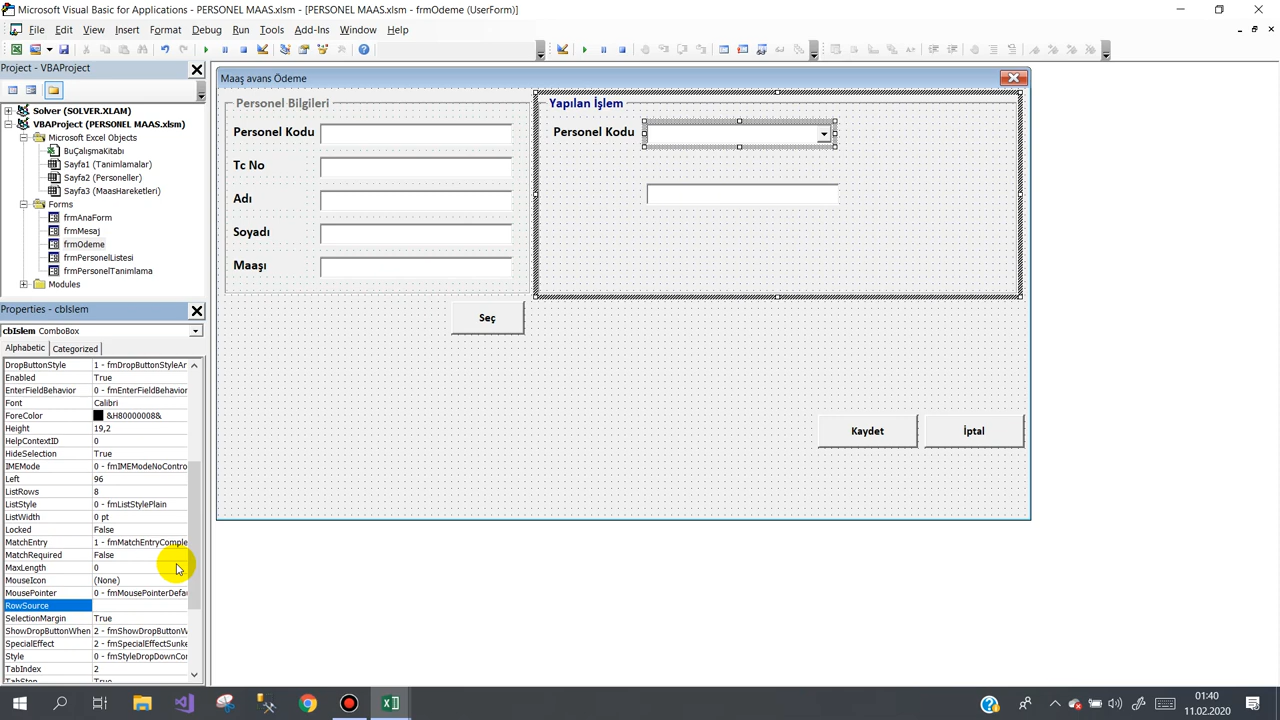 Microsoft Visual Basic for Applications - PERSONEL MAAS.xlsm - [PERSONEL MAAS.xlsm - frmOdeme (UserForm)]
File Edit View Insert Format Debug Run Tools Add-Ins Window Help
Project - VBAProject
Solver (SOLVER.XLAM)
VBAProject (PERSONEL MAAS.xlsm)
Microsoft Excel Objects
BuÇalışmaKitabı
Sayfa1 (Tanimlamalar)
Sayfa2 (Personeller)
Sayfa3 (MaasHareketleri)
Forms
frmAnaForm
frmMesaj
frmOdeme
frmPersonelListesi
frmPersonelTanimlama
Modules
Properties - cbIslem
cbIslem ComboBox
Alphabetic Categorized
DropButtonStyle 1 - fmDropButtonStyleAr
Enabled True
EnterFieldBehavior 0 - fmEnterFieldBehavior
Font Calibri
ForeColor &H80000008&
Height 19,2
HelpContextID 0
HideSelection True
IMEMode 0 - fmIMEModeNoContro
Left 96
ListRows 8
ListStyle 0 - fmListStylePlain
ListWidth 0 pt
Locked False
MatchEntry 1 - fmMatchEntryComple
MatchRequired False
MaxLength 0
MouseIcon (None)
MousePointer 0 - fmMousePointerDefau
RowSource
SelectionMargin True
ShowDropButtonWhen 2 - fmShowDropButtonW
SpecialEffect 2 - fmSpecialEffectSunke
Style 0 - fmStyleDropDownCom
TabIndex 2
TabStop True
Maaş avans Ödeme
Personel Bilgileri
Personel Kodu
Tc No
Adı
Soyadı
Maaşı
Seç
Yapılan İşlem
Personel Kodu
Kaydet İptal
01:40
11.02.2020